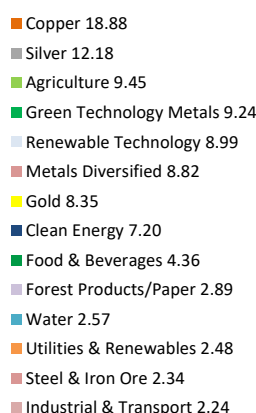 Copper 18.88
Silver 12.18
Agriculture 9.45
Green Technology Metals 9.24
Renewable Technology 8.99
Metals Diversified 8.82
Gold 8.35
Clean Energy 7.20
Food & Beverages 4.36
Forest Products/Paper 2.89
Water 2.57
Utilities & Renewables 2.48
Steel & Iron Ore 2.34
Industrial & Transport 2.24